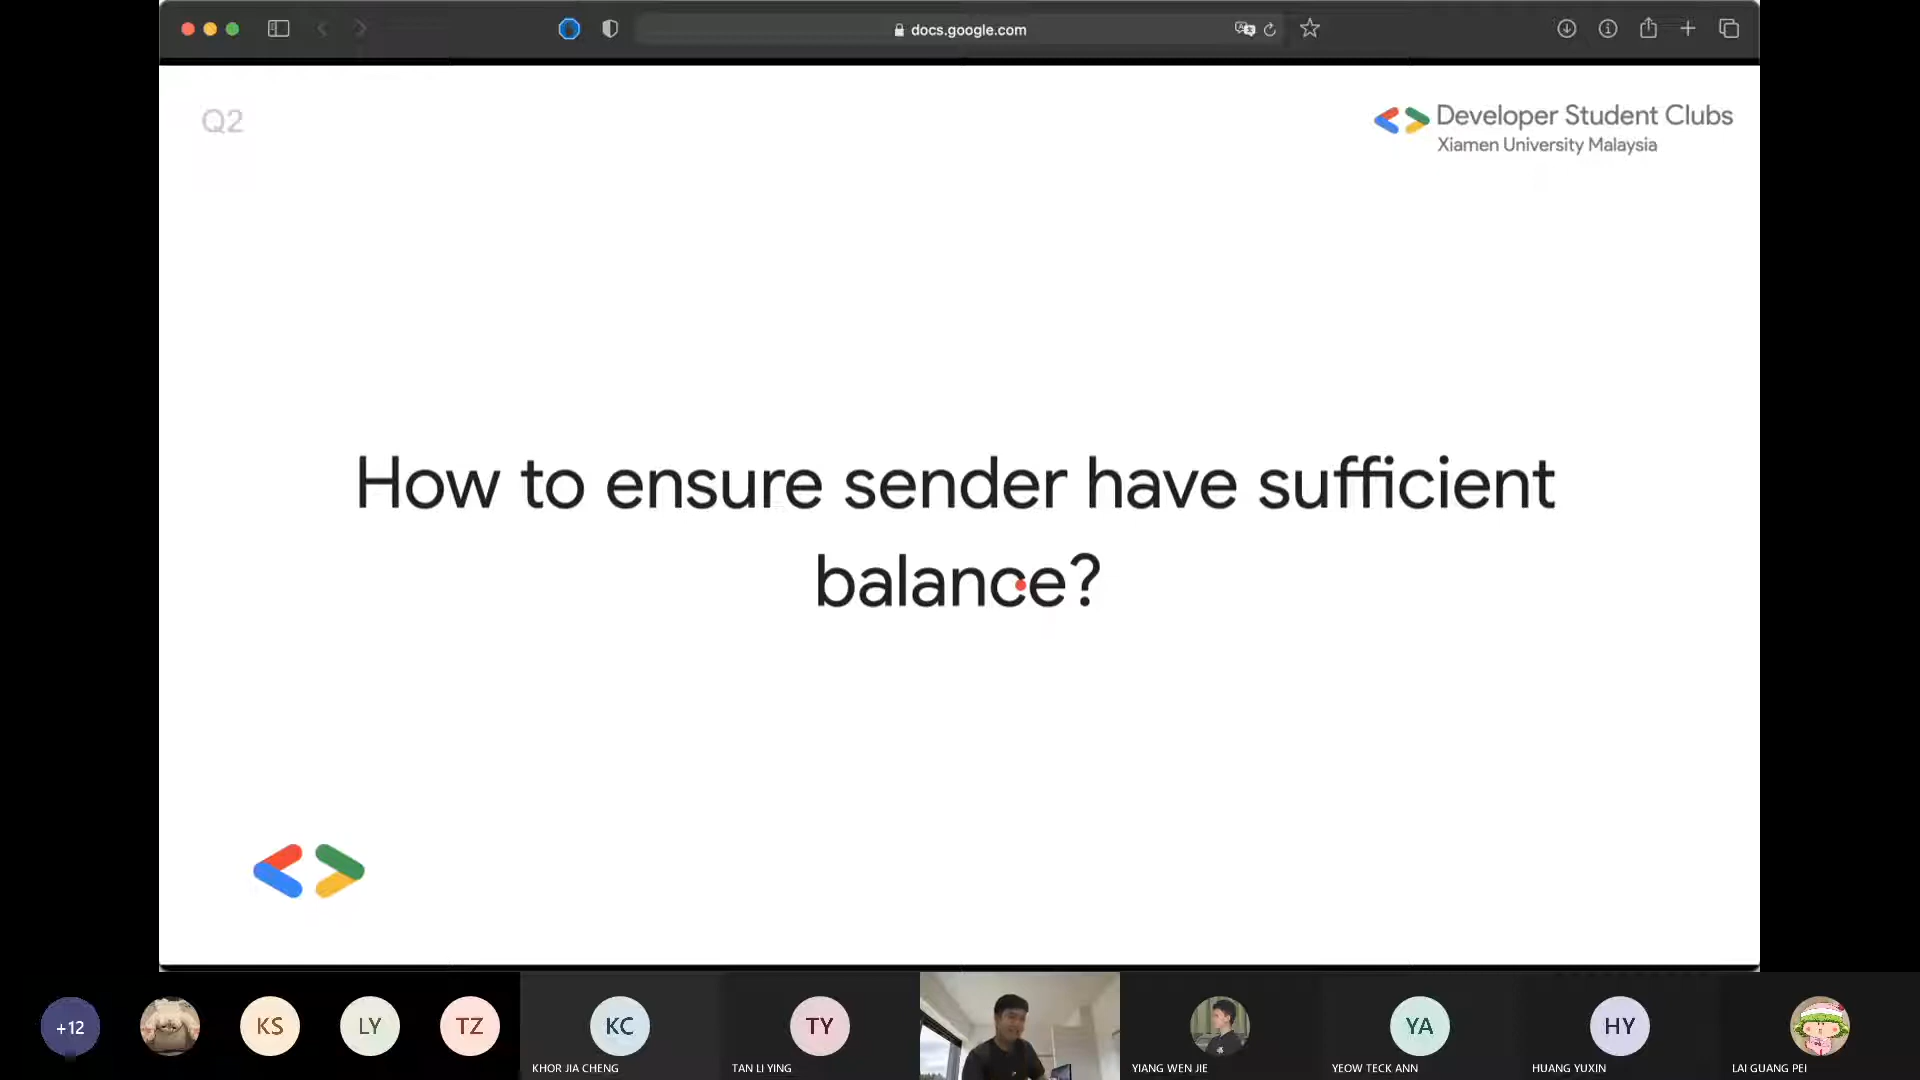 docs.google.com
Q2
Developer Student Clubs
Xiamen University Malaysia
How to ensure sender have sufficient
balance?
+12
KS
LY
TZ
KC
TY
YA
HY
KHOR JIA CHENG
TAN LI YING
YIANG WEN JIE
YEOW TECK ANN
HUANG YUXIN
LAI GUANG PEI